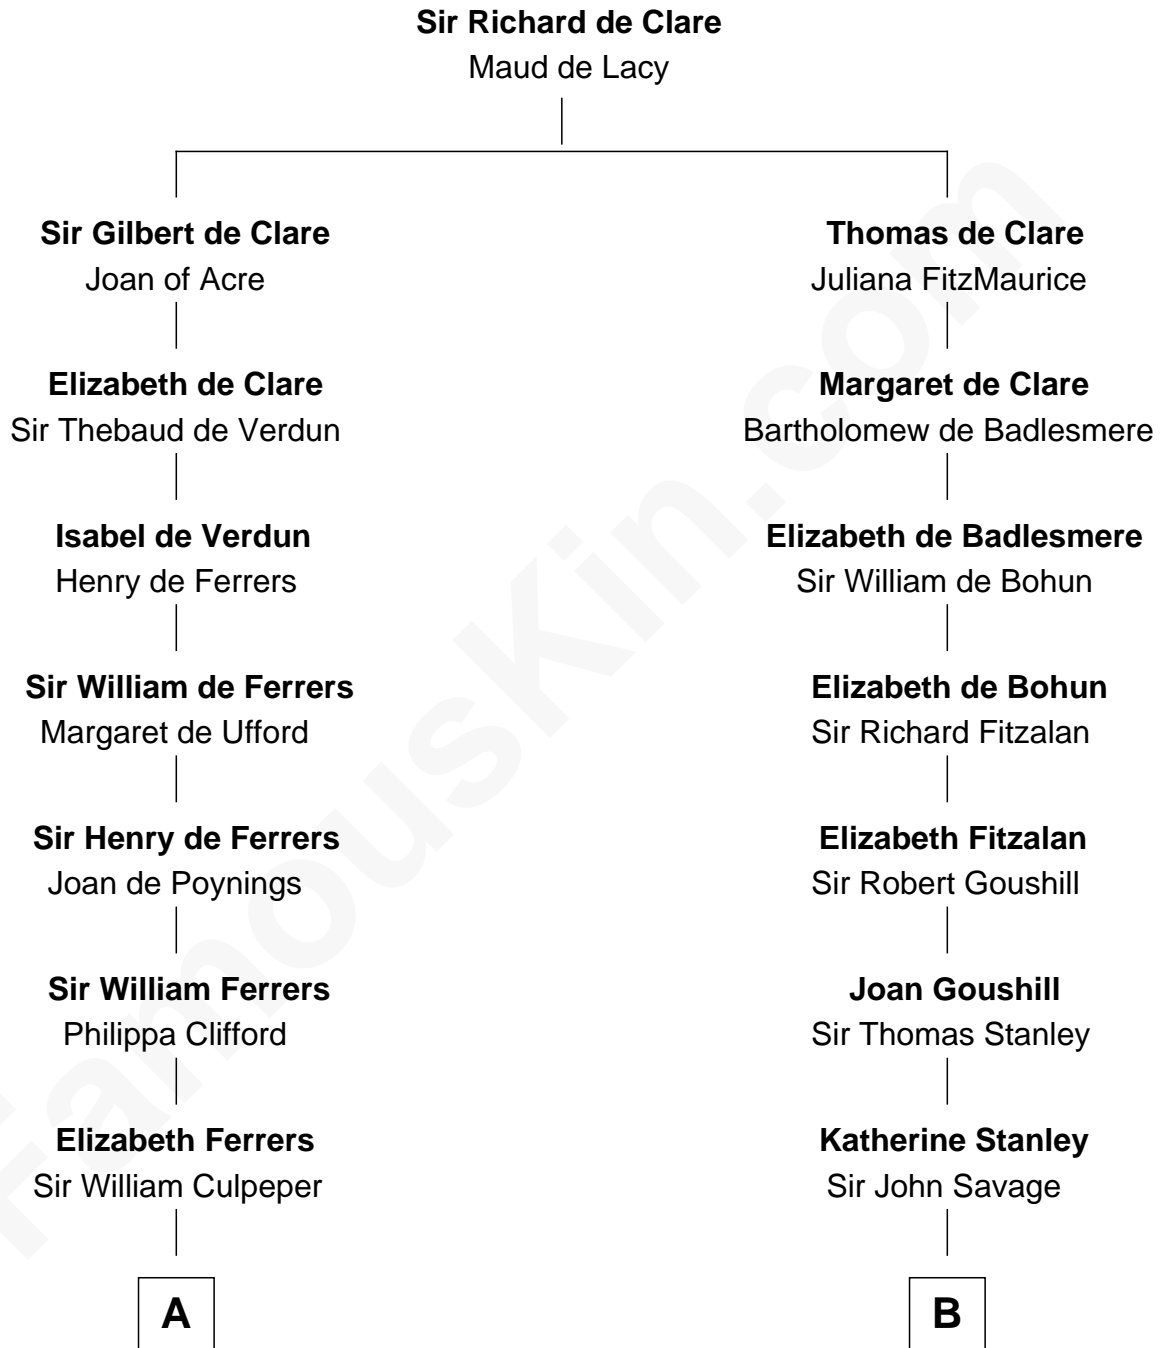 Sir Richard de Clare
Maud de Lacy
Sir Gilbert de Clare
Joan of Acre
Thomas de Clare
Juliana FitzMaurice
Elizabeth de Clare
Sir Thebaud de Verdun
Margaret de Clare
Bartholomew de Badlesmere
Isabel de Verdun
Henry de Ferrers
Elizabeth de Badlesmere
Sir William de Bohun
Sir William de Ferrers
Margaret de Ufford
Elizabeth de Bohun
Sir Richard Fitzalan
Sir Henry de Ferrers
Joan de Poynings
Elizabeth Fitzalan
Sir Robert Goushill
Sir William Ferrers
Philippa Clifford
Joan Goushill
Sir Thomas Stanley
Elizabeth Ferrers
Sir William Culpeper
Katherine Stanley
Sir John Savage
A
B
FamousKin.com